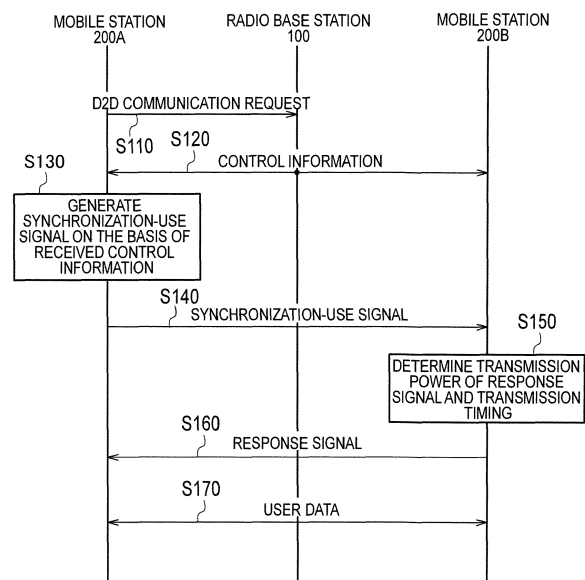 MOBILE STATION
200A
RADIO BASE STATION
100
MOBILE STATION
200B
D2D COMMUNICATION REQUEST
S110
S120
CONTROL INFORMATION
S130
GENERATE
SYNCHRONIZATION-USE
SIGNAL ON THE BASIS OF
RECEIVED CONTROL
INFORMATION
S140
SYNCHRONIZATION-USE SIGNAL
S150
DETERMINE TRANSMISSION
POWER OF RESPONSE
SIGNAL AND TRANSMISSION
TIMING
S160
RESPONSE SIGNAL
S170
USER DATA